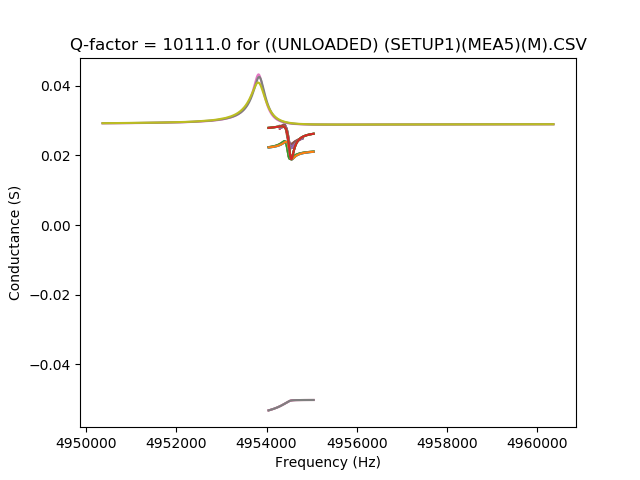 Q-factor = 10111.0 for ((UNLOADED) (SETUP1)(MEA5)(M).CSV
0.04
0.02
0.00
−0.02
−0.04
Conductance (S)
4950000 4952000 4954000 4956000 4958000 4960000
Frequency (Hz)